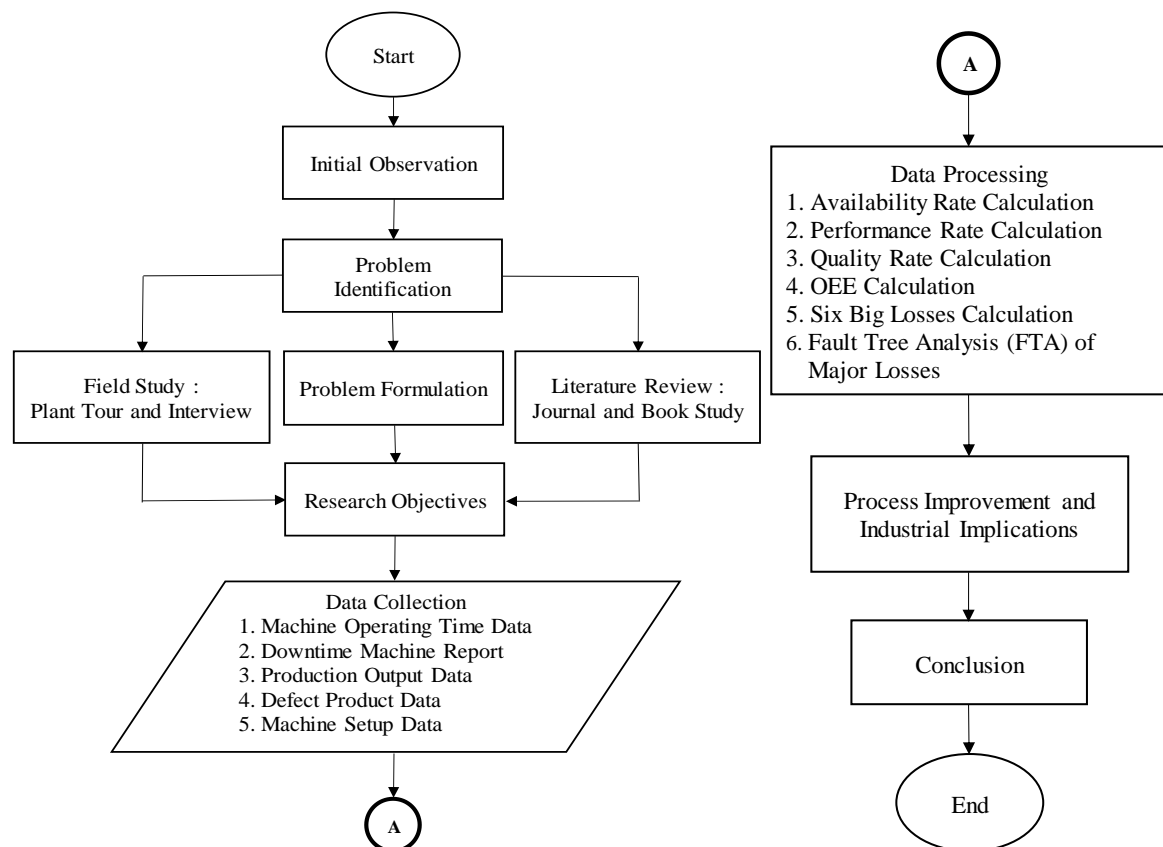 Start
Initial Observation
Problem
Identification
Field Study :
Plant Tour and Interview
Problem Formulation
Literature Review :
Journal and Book Study
Research Objectives
Data Collection
1. Machine Operating Time Data
2. Downtime Machine Report
3. Production Output Data
4. Defect Product Data
5. Machine Setup Data
A
A
Data Processing
1. Availability Rate Calculation
2. Performance Rate Calculation
3. Quality Rate Calculation
4. OEE Calculation
5. Six Big Losses Calculation
6. Fault Tree Analysis (FTA) of
Major Losses
Process Improvement and
Industrial Implications
Conclusion
End